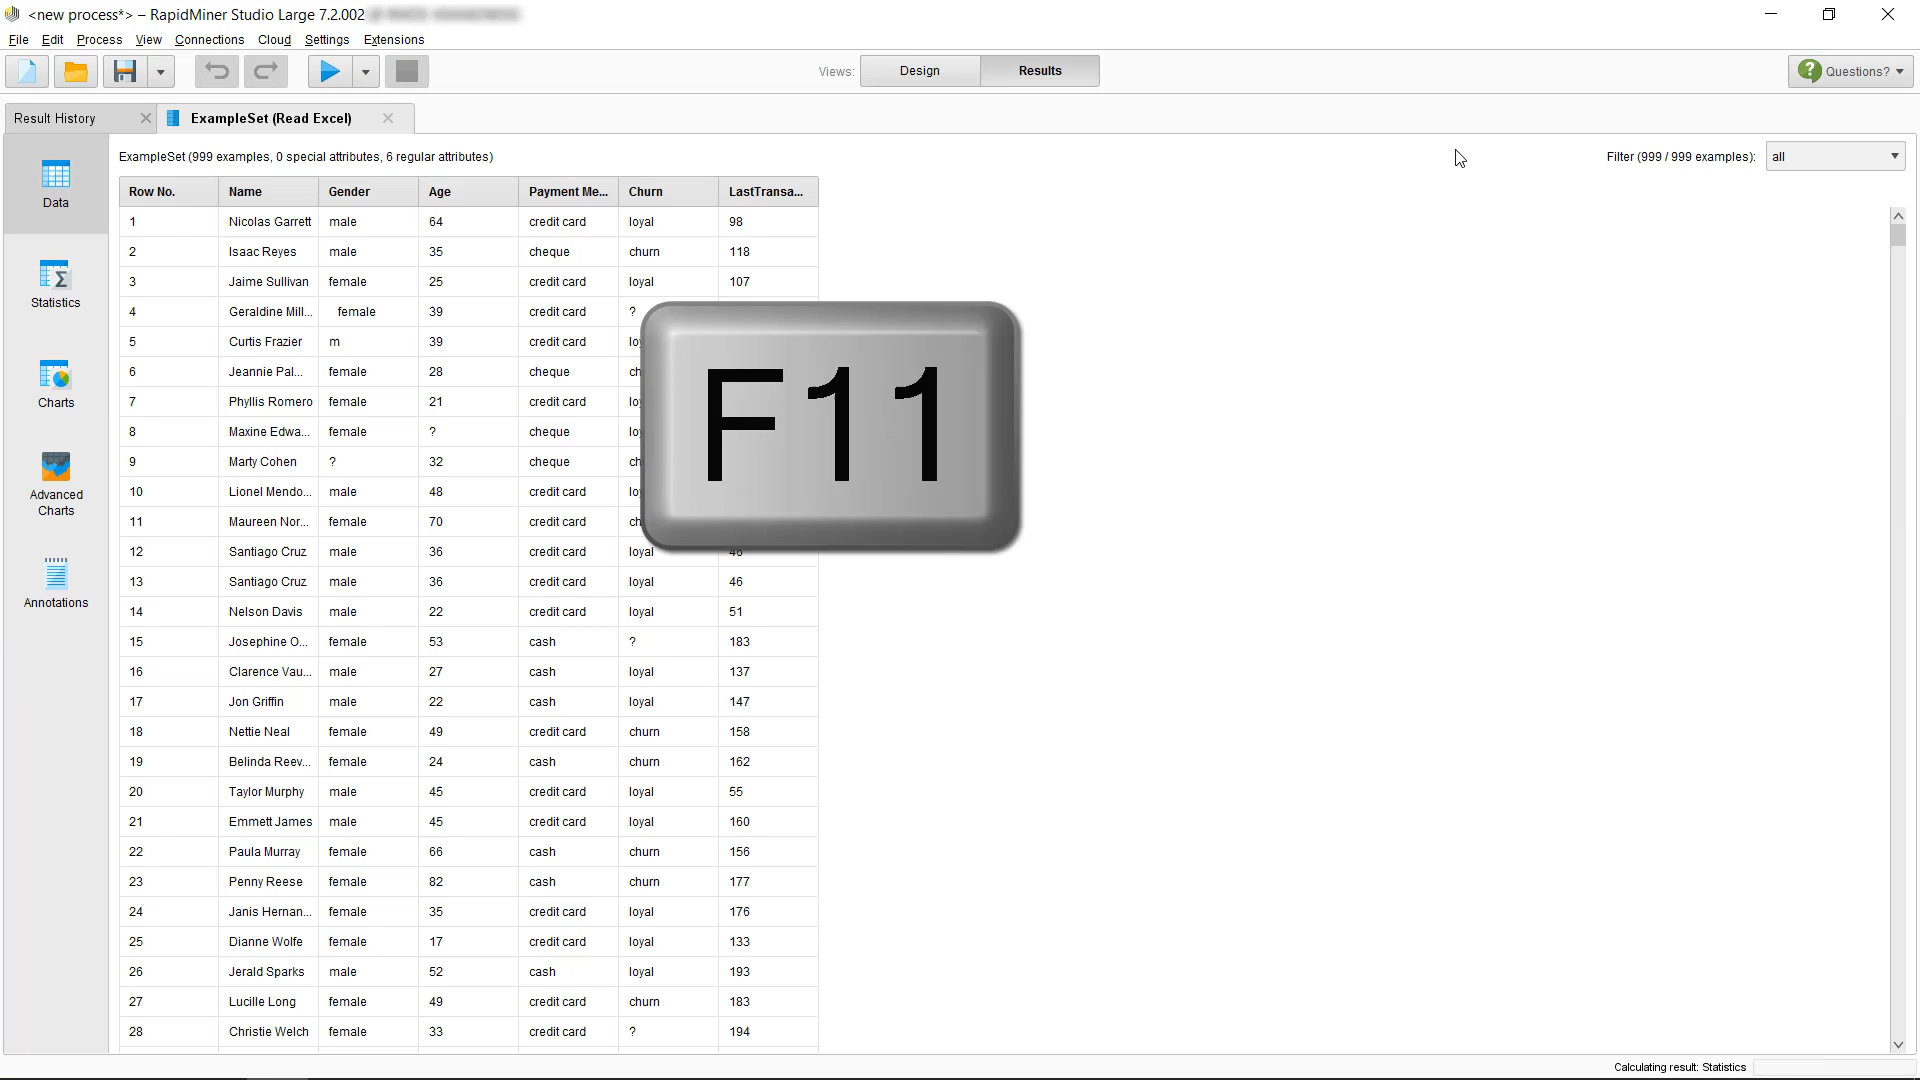 <new process*> – RapidMiner Studio Large 7.2.002
File Edit Process View Connections Cloud Settings Extensions
Views: Design Results Questions?
Result History ExampleSet (Read Excel)
ExampleSet (999 examples, 0 special attributes, 6 regular attributes) Filter (999 / 999 examples): all
Data
Statistics
Charts
Advanced
Charts
Annotations
Row No. Name Gender Age Payment Me... Churn LastTransa...
1 Nicolas Garrett male 64 credit card loyal 98
2 Isaac Reyes male 35 cheque churn 118
3 Jaime Sullivan female 25 credit card loyal 107
4 Geraldine Mill... female 39 credit card ?
5 Curtis Frazier m 39 credit card lo
6 Jeannie Pal... female 28 cheque ch
7 Phyllis Romero female 21 credit card lo
8 Maxine Edwa... female ? cheque lo
9 Marty Cohen ? 32 cheque ch
10 Lionel Mendo... male 48 credit card lo
11 Maureen Nor... female 70 credit card ch
12 Santiago Cruz male 36 credit card loyal 46
13 Santiago Cruz male 36 credit card loyal 46
14 Nelson Davis male 22 credit card loyal 51
15 Josephine O... female 53 cash ? 183
16 Clarence Vau... male 27 cash loyal 137
17 Jon Griffin male 22 cash loyal 147
18 Nettie Neal female 49 credit card churn 158
19 Belinda Reev... female 24 cash churn 162
20 Taylor Murphy male 45 credit card loyal 55
21 Emmett James male 45 credit card loyal 160
22 Paula Murray female 66 cash churn 156
23 Penny Reese female 82 cash churn 177
24 Janis Hernan... female 35 credit card loyal 176
25 Dianne Wolfe female 17 credit card loyal 133
26 Jerald Sparks male 52 cash loyal 193
27 Lucille Long female 49 credit card churn 183
28 Christie Welch female 33 credit card ? 194
F11
Calculating result: Statistics